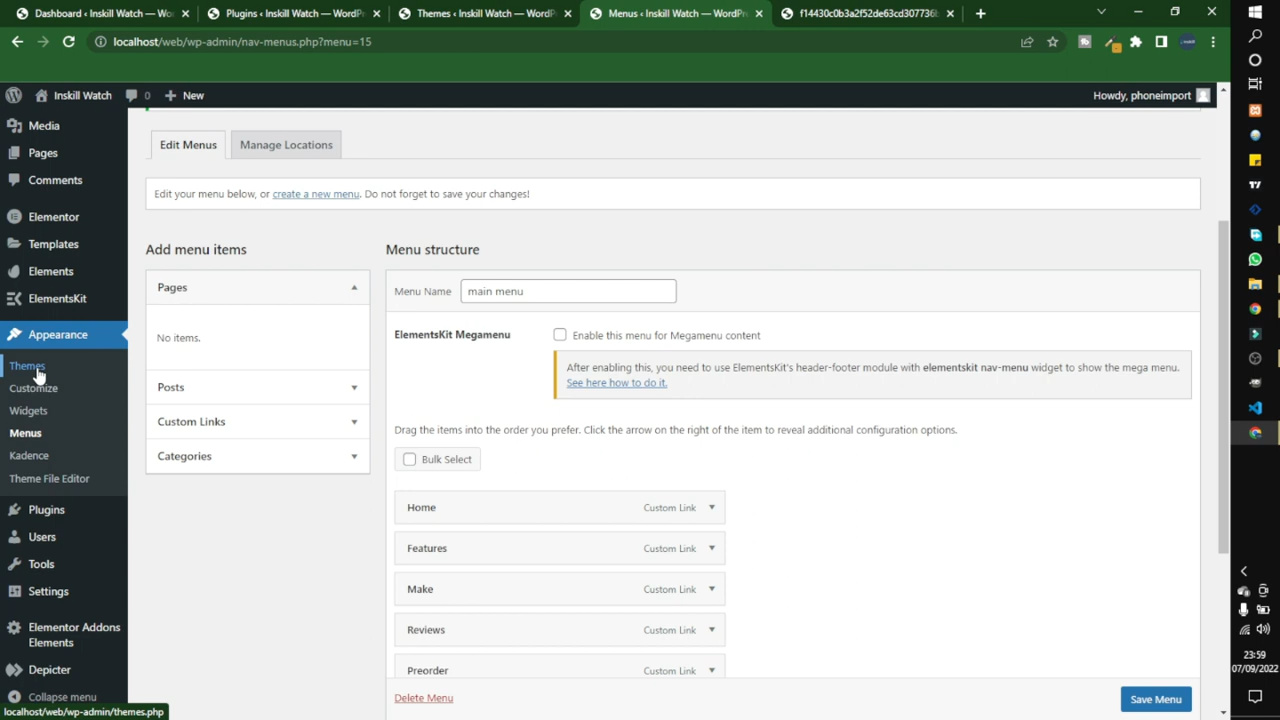 Dashboard ‹ Inskill Watch — Wo
Plugins ‹ Inskill Watch — WordPr
Themes ‹ Inskill Watch — WordPr
Menus ‹ Inskill Watch — WordPre
f14430c0b3a2f52de63cd307736
localhost/web/wp-admin/nav-menus.php?menu=15
Inskill Watch
0
New
Howdy, phoneimport
Media
Pages
Comments
Elementor
Templates
Elements
ElementsKit
Appearance
Themes
Customize
Widgets
Menus
Kadence
Theme File Editor
Plugins
Users
Tools
Settings
Elementor Addons
Elements
Depicter
Collapse menu
localhost/web/wp-admin/themes.php
Edit Menus
Manage Locations
Edit your menu below, or create a new menu. Do not forget to save your changes!
Add menu items
Pages
No items.
Posts
Custom Links
Categories
Menu structure
Menu Name
main menu
ElementsKit Megamenu
Enable this menu for Megamenu content
After enabling this, you need to use ElementsKit's header-footer module with elementskit nav-menu widget to show the mega menu.
See here how to do it.
Drag the items into the order you prefer. Click the arrow on the right of the item to reveal additional configuration options.
Bulk Select
Home Custom Link
Features Custom Link
Make Custom Link
Reviews Custom Link
Preorder Custom Link
Delete Menu
Save Menu
23:59
07/09/2022